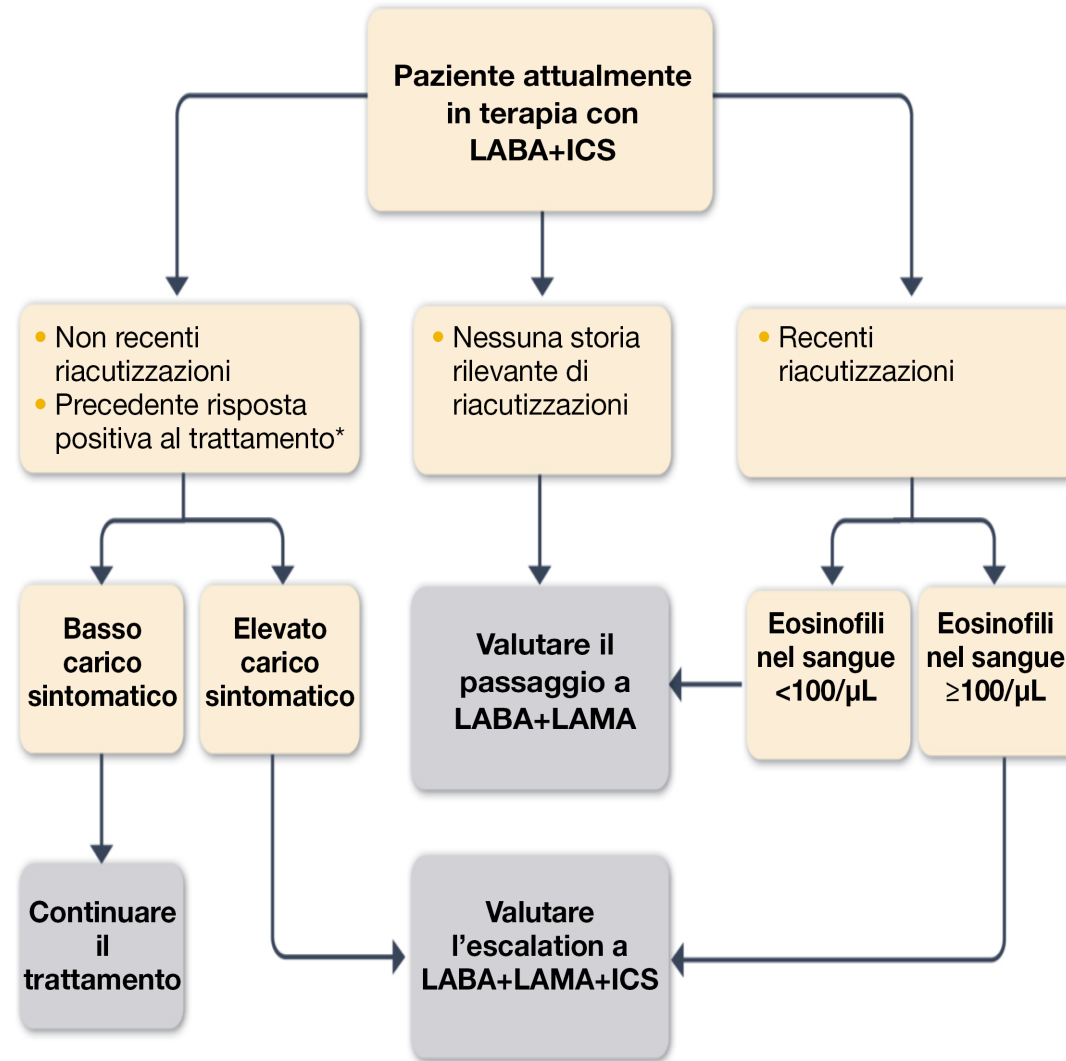 Paziente attualmente
in terapia con
LABA+ICS
• Non recenti
riacutizzazioni
• Precedente risposta
positiva al trattamento*
• Nessuna storia
rilevante di
riacutizzazioni
• Recenti
riacutizzazioni
Basso
carico
sintomatico
Elevato
carico
sintomatico
Valutare il
passaggio a
LABA+LAMA
Eosinofili
nel sangue
<100/µL
Eosinofili
nel sangue
≥100/µL
Continuare
il
trattamento
Valutare
l’escalation a
LABA+LAMA+ICS